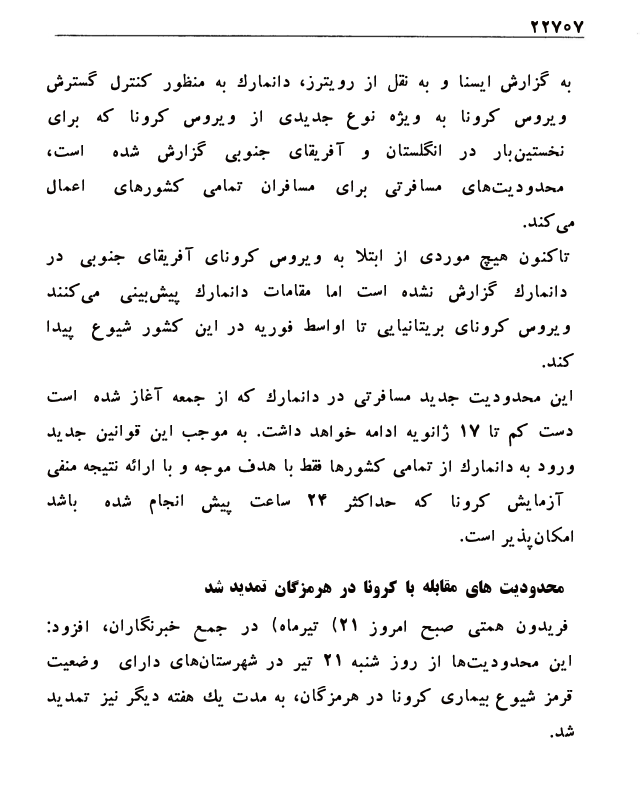 ۲۲۷۰۷
به گزارش ایسنا و به نقل از رویترز، دانمارك به منظور کنترل گسترش
ویروس کرونا به ویژه نوع جدیدی از ویروس کرونا که برای
نخستین‌بار در انگلستان و آفریقای جنوبی گزارش شده است،
محدودیت‌های مسافرتی برای مسافران تمامی کشورهای اعمال
می‌کند.
تاکنون هیچ موردی از ابتلا به ویروس کرونای آفریقای جنوبی در
دانمارك گزارش نشده است اما مقامات دانمارك پیش‌بینی می‌کنند
ویروس کرونای بریتانیایی تا اواسط فوریه در این کشور شیوع پیدا
کند.
این محدودیت جدید مسافرتی در دانمارك که از جمعه آغاز شده است
دست کم تا ۱۷ ژانویه ادامه خواهد داشت. به موجب این قوانین جدید
ورود به دانمارك از تمامی کشورها فقط با هدف موجه و با ارائه نتیجه منفی
آزمایش کرونا که حداکثر ۲۴ ساعت پیش انجام شده باشد
امکان‌پذیر است.
محدودیت های مقابله با کرونا در هرمزگان تمدید شد
فریدون همتی صبح امروز ۲۱) تیرماه) در جمع خبرنگاران، افزود:
این محدودیت‌ها از روز شنبه ۲۱ تیر در شهرستان‌های دارای وضعیت
قرمز شیوع بیماری کرونا در هرمزگان، به مدت یك هفته دیگر نیز تمدید
شد.